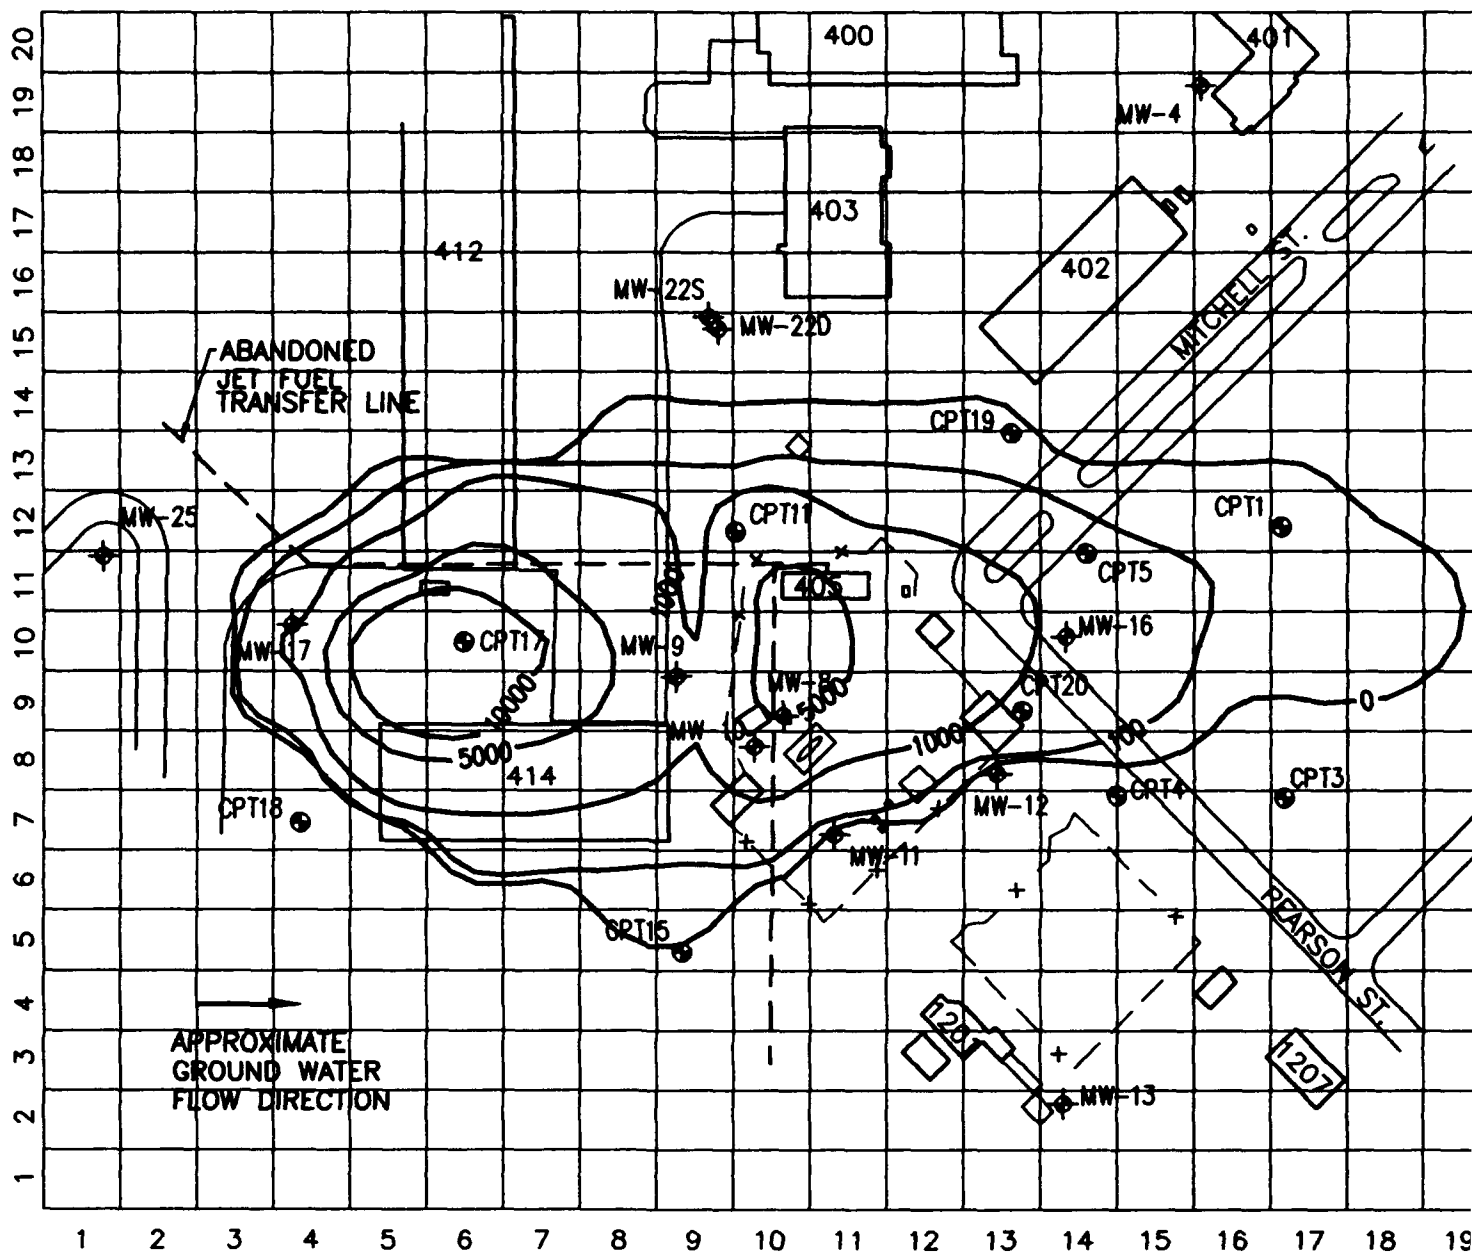 20
400
401
19
MW-4
18
17
403
412
16
402
MW-22S
MITCHELL ST.
15
MW-22D
ABANDONED
JET FUEL
TRANSFER LINE
14
CPT19
13
12
MW-25
CPT11
CPT1
11
1000
405
CPT5
10
MW-17
CPT17
MW-9
MW-16
9
10000
MW-8
5000
CPT20
0
MW-10
8
5000
414
1000
100
CPT18
MW-12
CPT4
CPT3
7
MW-11
6
CPT15
PEARSON ST.
5
4
APPROXIMATE
GROUND WATER
FLOW DIRECTION
3
1207
2
MW-13
1
1 2 3 4 5 6 7 8 9 10 11 12 13 14 15 16 17 18 19